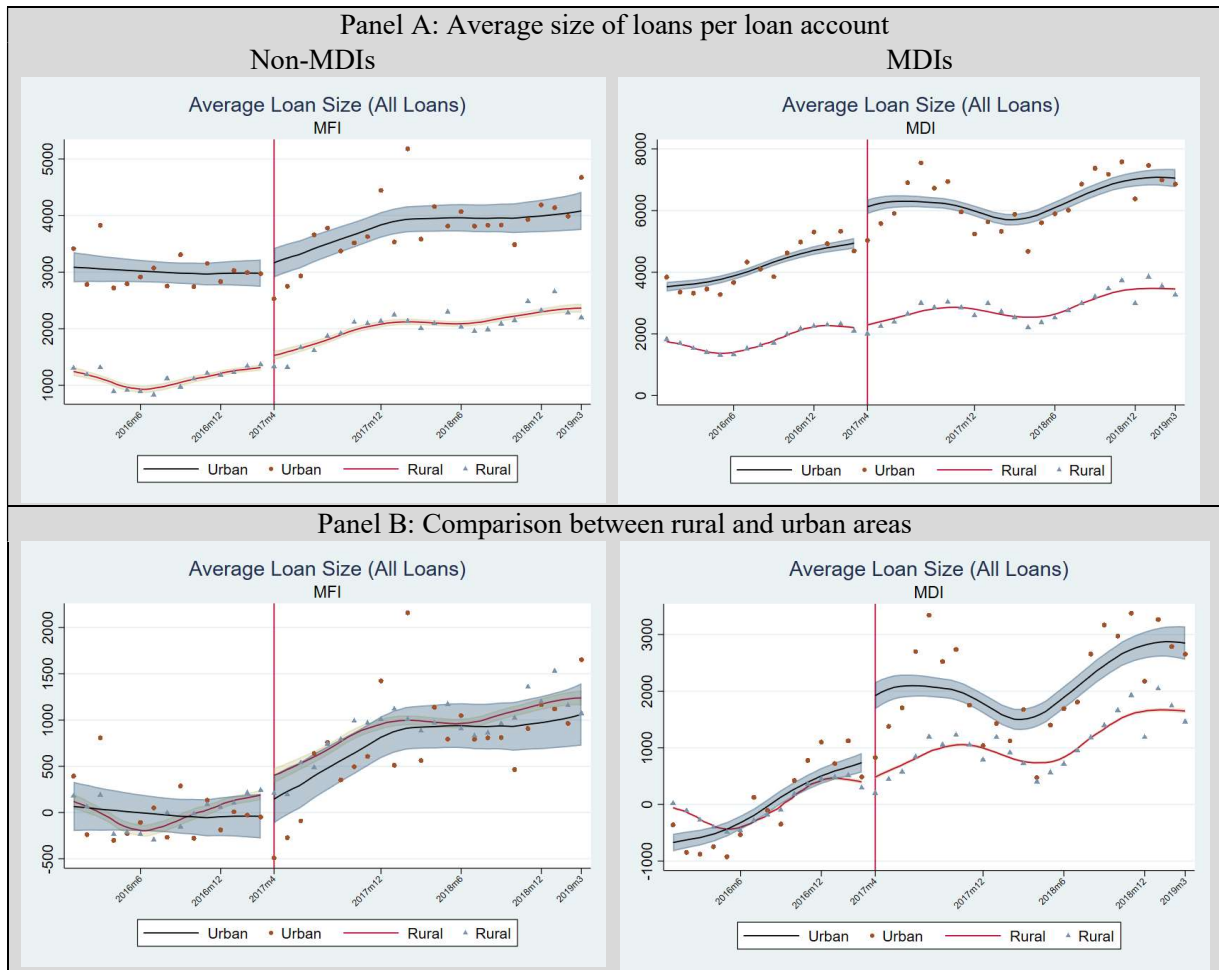 Panel A: Average size of loans per loan account
Non-MDIs
MDIs
Average Loan Size (All Loans)
MFI
5000
4000
3000
2000
1000
2016m6
2016m12
2017m4
2017m12
2018m6
2018m12
2019m3
Urban Urban Rural Rural
Average Loan Size (All Loans)
MDI
8000
6000
4000
2000
0
2016m6
2016m12
2017m4
2017m12
2018m6
2018m12
2019m3
Urban Urban Rural Rural
Panel B: Comparison between rural and urban areas
Average Loan Size (All Loans)
MFI
2000
1500
1000
500
0
-500
2016m6
2016m12
2017m4
2017m12
2018m6
2018m12
2019m3
Urban Urban Rural Rural
Average Loan Size (All Loans)
MDI
3000
2000
1000
0
-1000
2016m6
2016m12
2017m4
2017m12
2018m6
2018m12
2019m3
Urban Urban Rural Rural